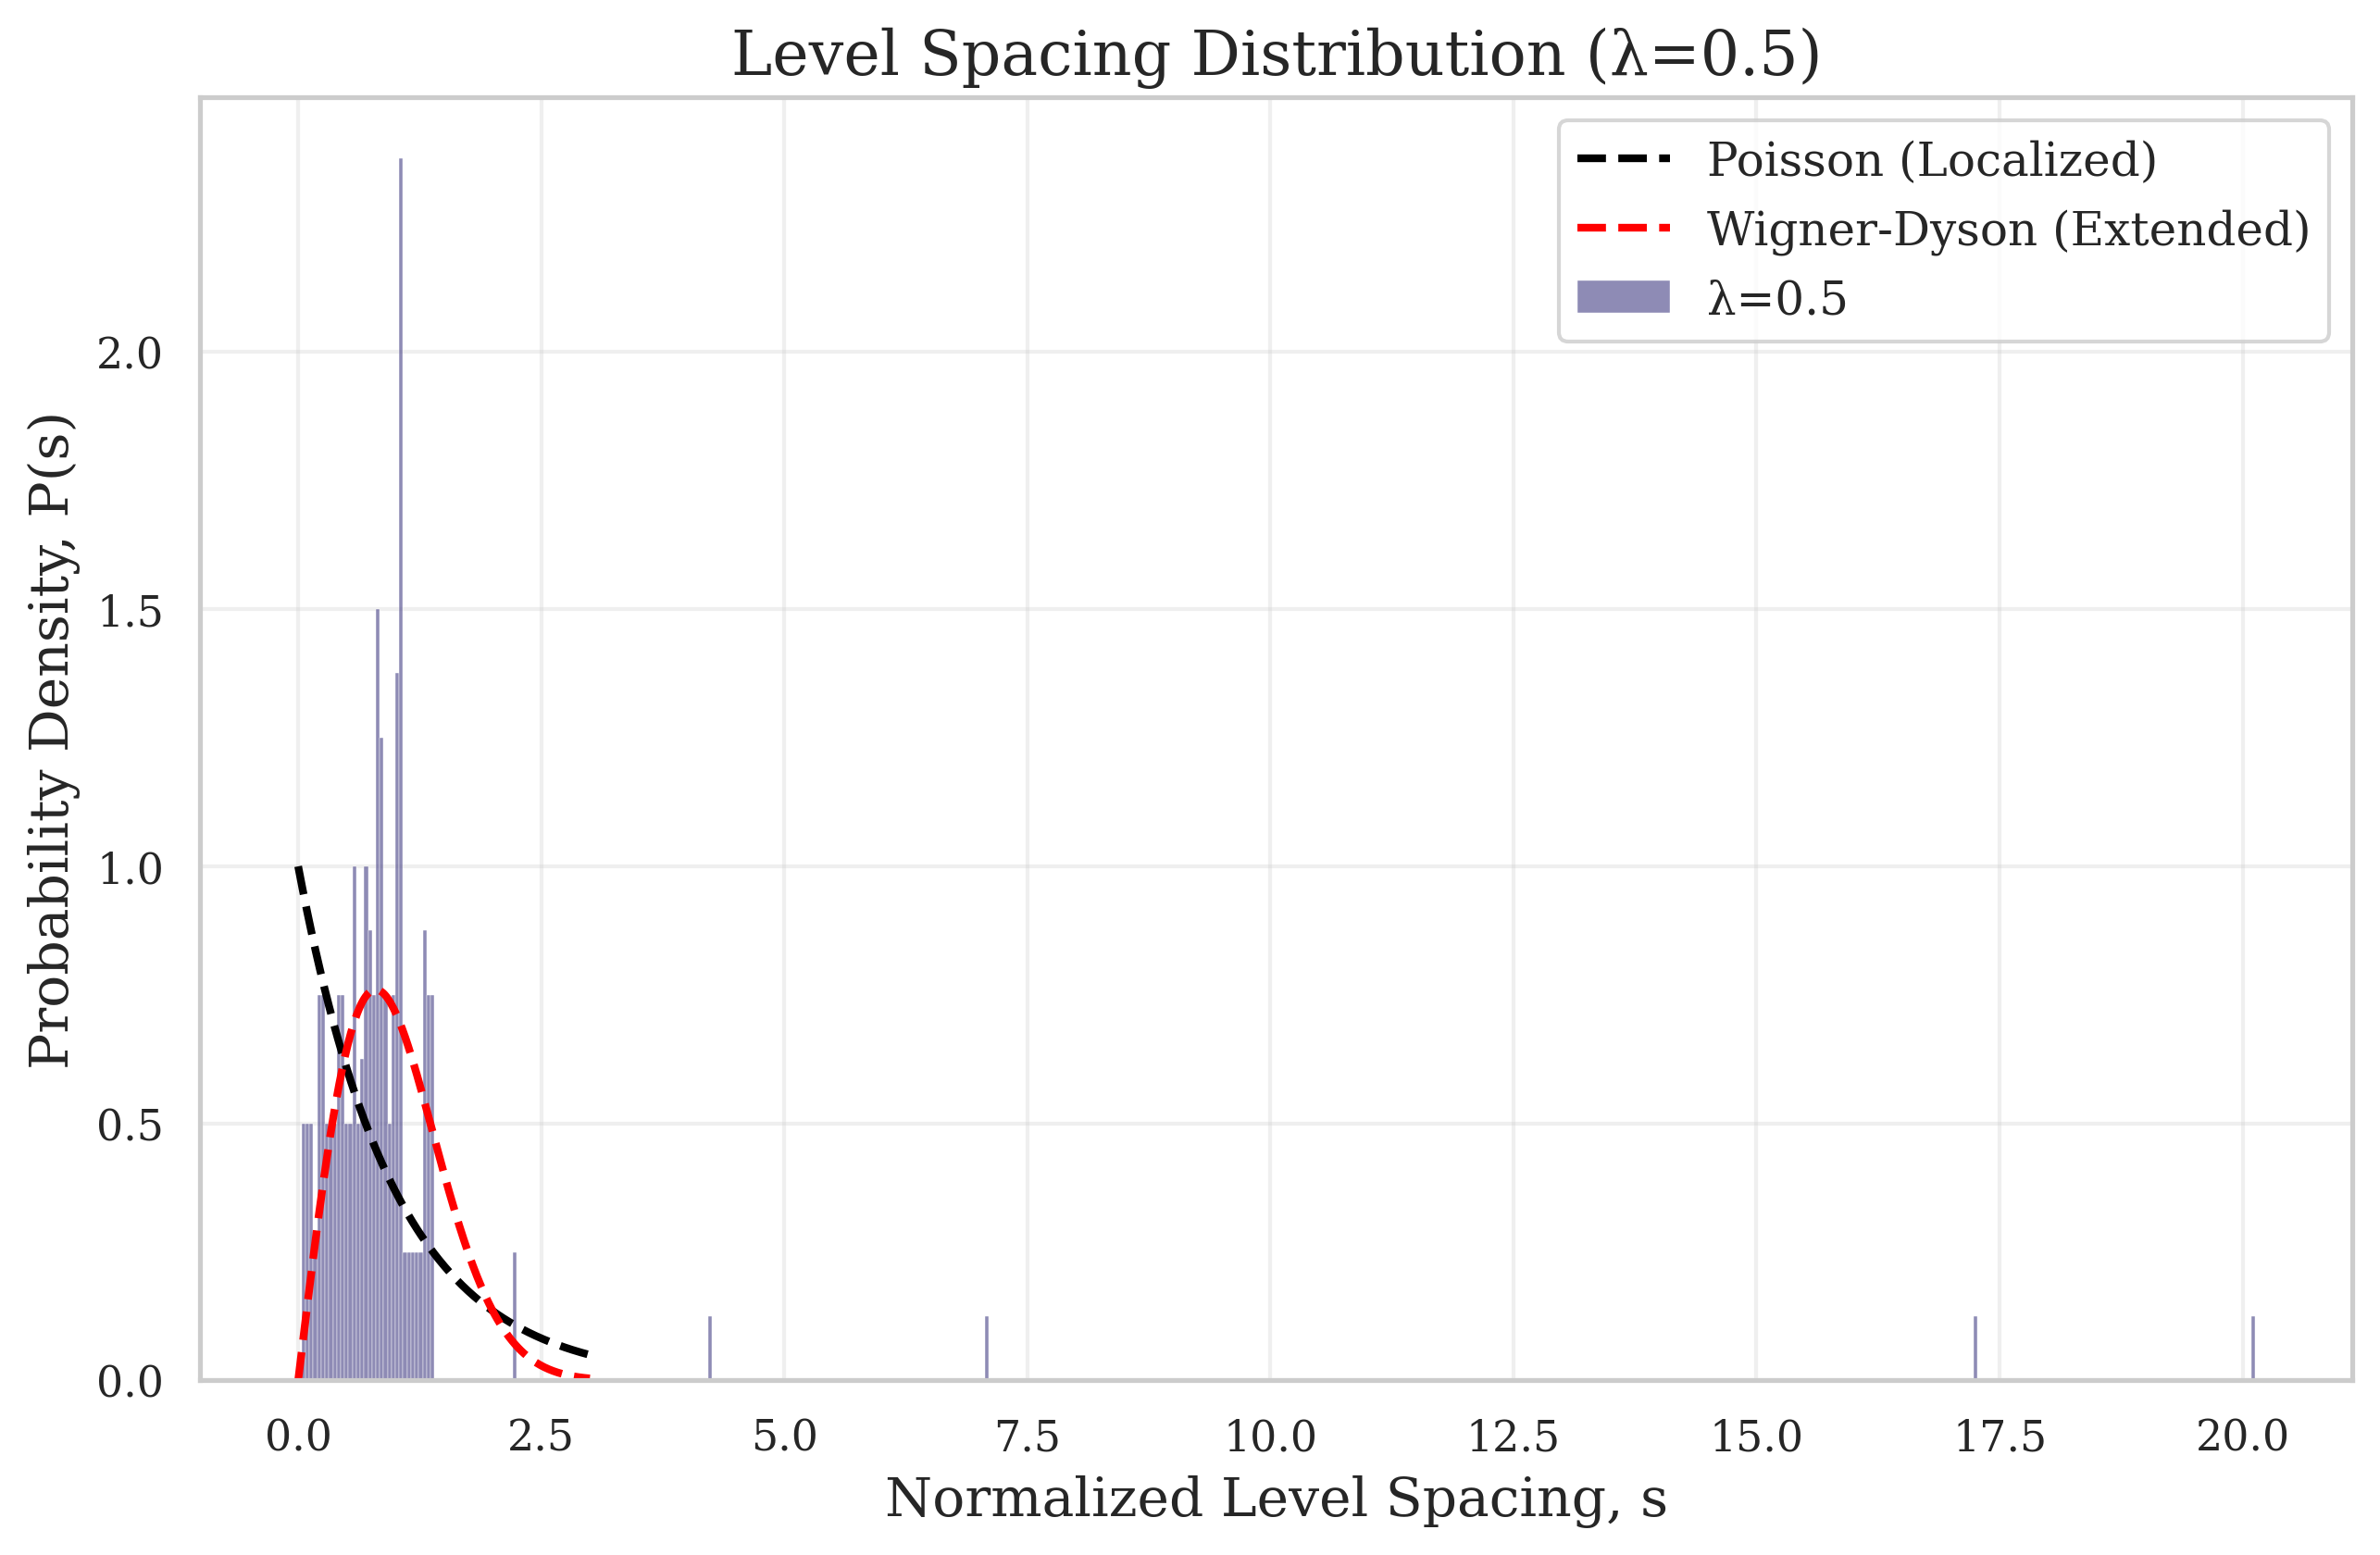 Level Spacing Distribution (λ=0.5)
Poisson (Localized)
Wigner-Dyson (Extended)
λ=0.5
Probability Density, P(s)
2.0
1.5
1.0
0.5
0.0
0.0 2.5 5.0 7.5 10.0 12.5 15.0 17.5 20.0
Normalized Level Spacing, s